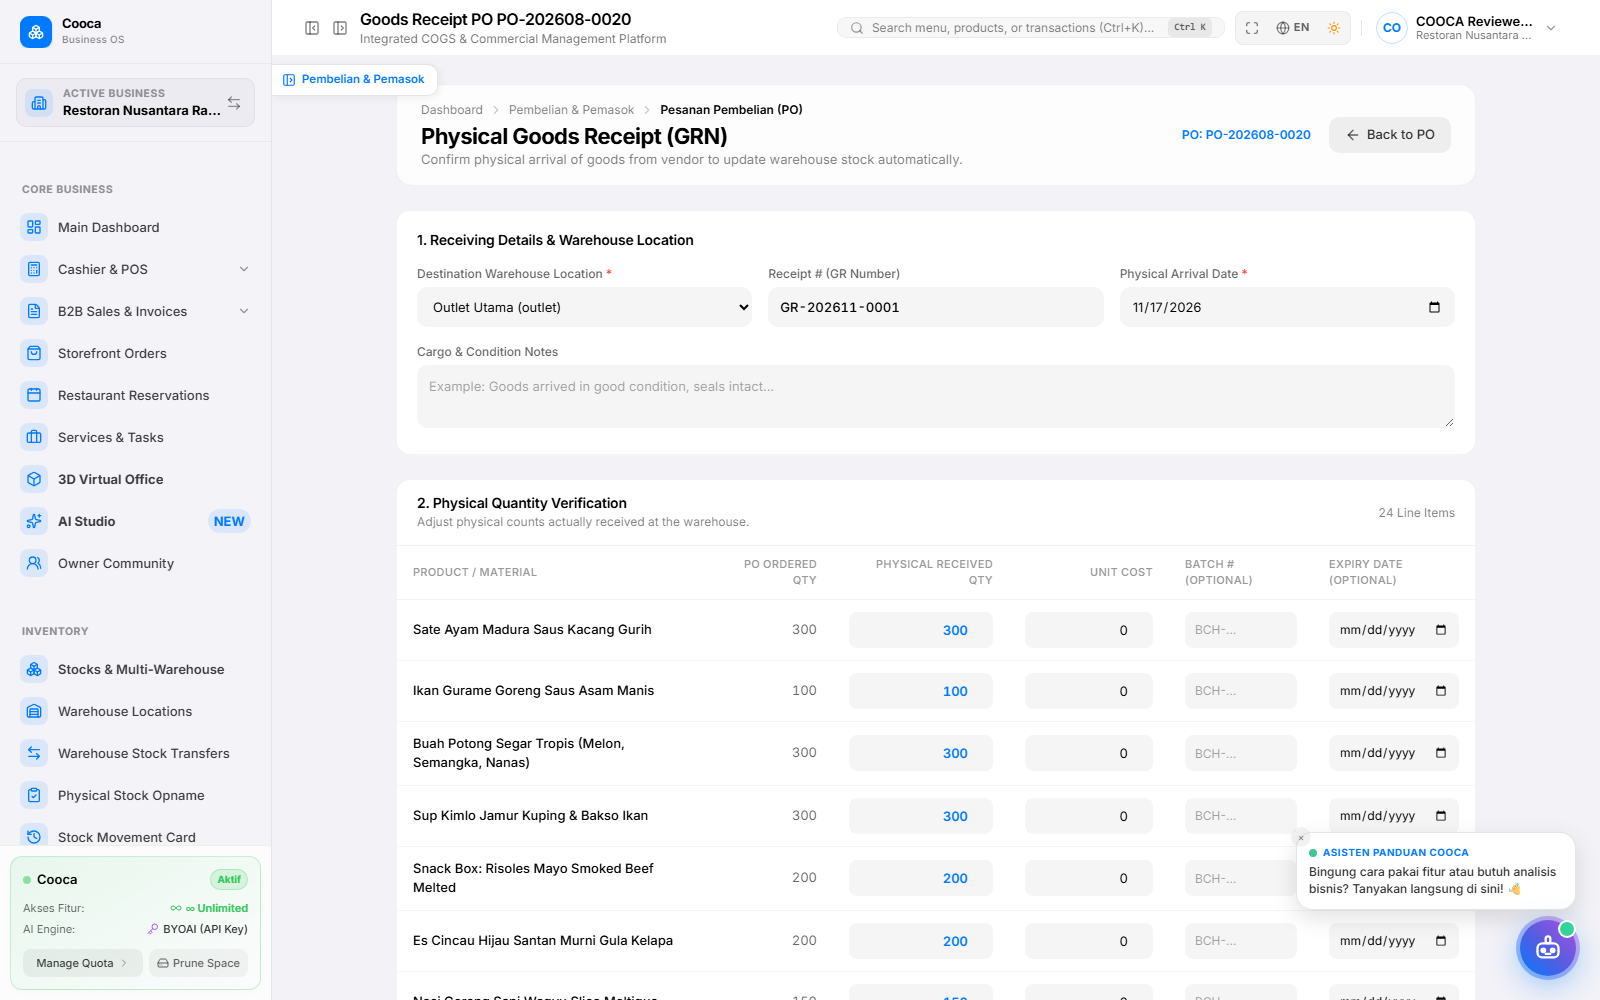 Cooca
Business OS
ACTIVE BUSINESS
Restoran Nusantara Ra...
CORE BUSINESS
Main Dashboard
Cashier & POS
B2B Sales & Invoices
Storefront Orders
Restaurant Reservations
Services & Tasks
3D Virtual Office
AI Studio
NEW
Owner Community
INVENTORY
Stocks & Multi-Warehouse
Warehouse Locations
Warehouse Stock Transfers
Physical Stock Opname
Stock Movement Card
Cooca
Aktif
Akses Fitur:
∞ Unlimited
AI Engine:
BYOAI (API Key)
Manage Quota
Prune Space
Goods Receipt PO PO-202608-0020
Integrated COGS & Commercial Management Platform
Search menu, products, or transactions (Ctrl+K)...
Ctrl K
EN
CO
COOCA Reviewe...
Restoran Nusantara ...
Pembelian & Pemasok
Dashboard
Pembelian & Pemasok
Pesanan Pembelian (PO)
Physical Goods Receipt (GRN)
Confirm physical arrival of goods from vendor to update warehouse stock automatically.
PO: PO-202608-0020
Back to PO
1. Receiving Details & Warehouse Location
Destination Warehouse Location *
Outlet Utama (outlet)
Receipt # (GR Number)
GR-202611-0001
Physical Arrival Date *
11/17/2026
Cargo & Condition Notes
Example: Goods arrived in good condition, seals intact...
2. Physical Quantity Verification
Adjust physical counts actually received at the warehouse.
24 Line Items
PRODUCT / MATERIAL
PO ORDERED QTY
PHYSICAL RECEIVED QTY
UNIT COST
BATCH # (OPTIONAL)
EXPIRY DATE (OPTIONAL)
Sate Ayam Madura Saus Kacang Gurih
300
300
0
BCH-...
mm/dd/yyyy
Ikan Gurame Goreng Saus Asam Manis
100
100
0
BCH-...
mm/dd/yyyy
Buah Potong Segar Tropis (Melon, Semangka, Nanas)
300
300
0
BCH-...
mm/dd/yyyy
Sup Kimlo Jamur Kuping & Bakso Ikan
300
300
0
BCH-...
mm/dd/yyyy
Snack Box: Risoles Mayo Smoked Beef Melted
200
200
0
BCH-...
Es Cincau Hijau Santan Murni Gula Kelapa
200
200
0
BCH-...
mm/dd/yyyy
ASISTEN PANDUAN COOCA
Bingung cara pakai fitur atau butuh analisis bisnis? Tanyakan langsung di sini! 👋